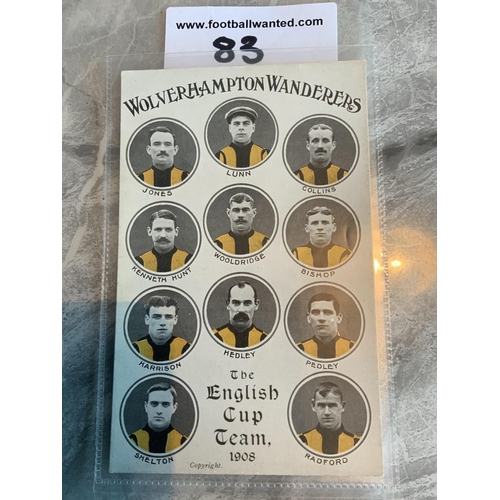 www.footballwanted.com
83
WOLVERHAMPTON WANDERERS
JONES
LUNN
COLLINS
KENNETH HUNT
WOOLDRIDGE
BISHOP
HARRISON
HEDLEY
PEDLEY
SHELTON
The
English
Cup
Team,
1908
RADFORD
Copyright.